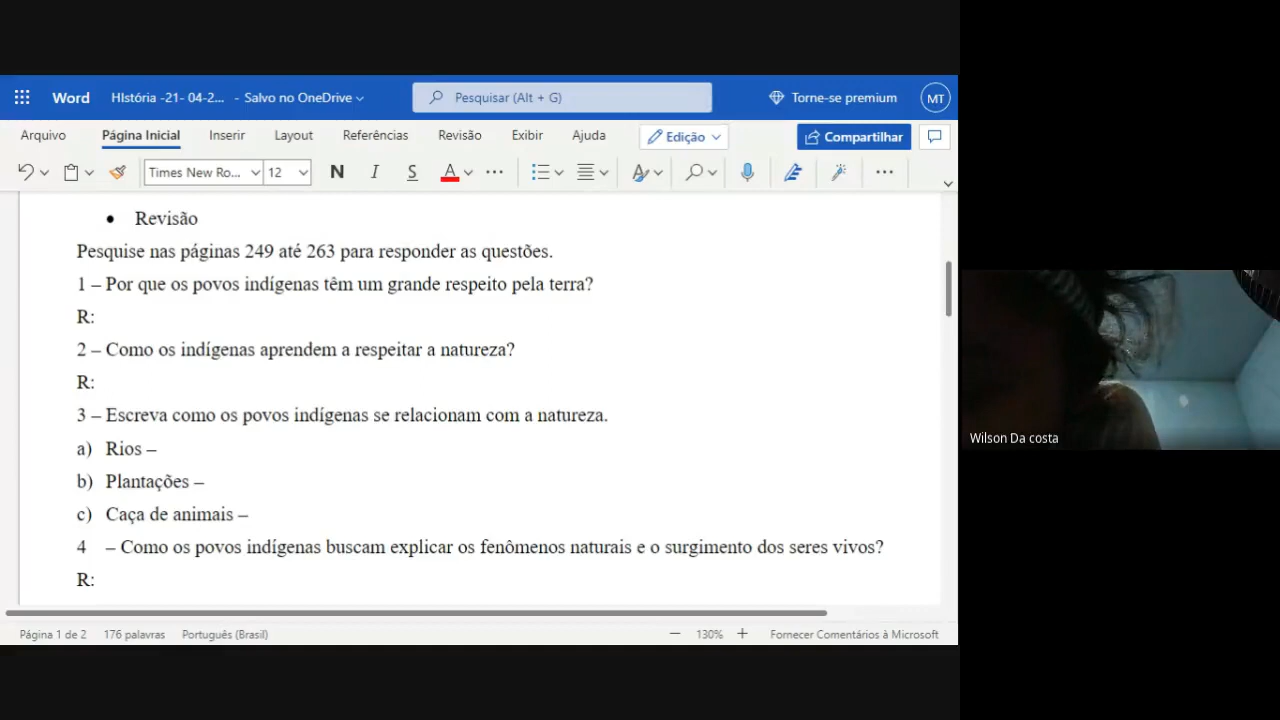 Word HIstória -21- 04-2... - Salvo no OneDrive Pesquisar (Alt + G) Torne-se premium MT
Arquivo Página Inicial Inserir Layout Referências Revisão Exibir Ajuda Edição Compartilhar
Times New Ro... 12 N I S A ... ...
• Revisão
Pesquise nas páginas 249 até 263 para responder as questões.
1 – Por que os povos indígenas têm um grande respeito pela terra?
R:
2 – Como os indígenas aprendem a respeitar a natureza?
R:
3 – Escreva como os povos indígenas se relacionam com a natureza.
a) Rios –
b) Plantações –
c) Caça de animais –
4 – Como os povos indígenas buscam explicar os fenômenos naturais e o surgimento dos seres vivos?
R:
Página 1 de 2 176 palavras Português (Brasil) — 130% + Fornecer Comentários à Microsoft
Wilson Da costa